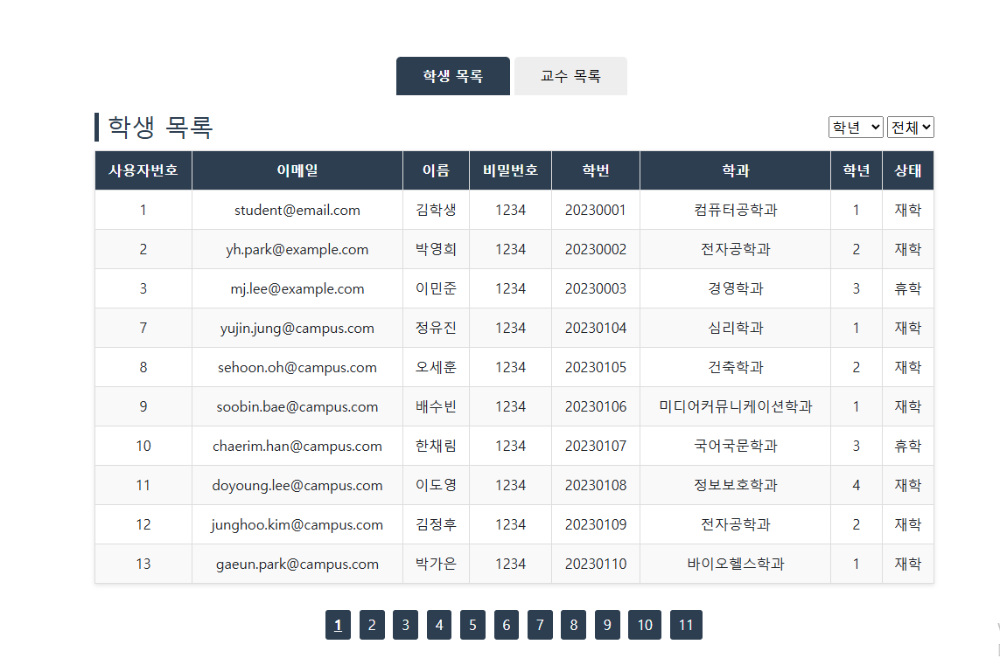 학생 목록 교수 목록
학생 목록 학년 전체
사용자번호 이메일 이름 비밀번호 학번 학과 학년 상태
1 student@email.com 김학생 1234 20230001 컴퓨터공학과 1 재학
2 yh.park@example.com 박영희 1234 20230002 전자공학과 2 재학
3 mj.lee@example.com 이민준 1234 20230003 경영학과 3 휴학
7 yujin.jung@campus.com 정유진 1234 20230104 심리학과 1 재학
8 sehoon.oh@campus.com 오세훈 1234 20230105 건축학과 2 재학
9 soobin.bae@campus.com 배수빈 1234 20230106 미디어커뮤니케이션학과 1 재학
10 chaerim.han@campus.com 한채림 1234 20230107 국어국문학과 3 휴학
11 doyoung.lee@campus.com 이도영 1234 20230108 정보보호학과 4 재학
12 junghoo.kim@campus.com 김정후 1234 20230109 전자공학과 2 재학
13 gaeun.park@campus.com 박가은 1234 20230110 바이오헬스학과 1 재학
1 2 3 4 5 6 7 8 9 10 11